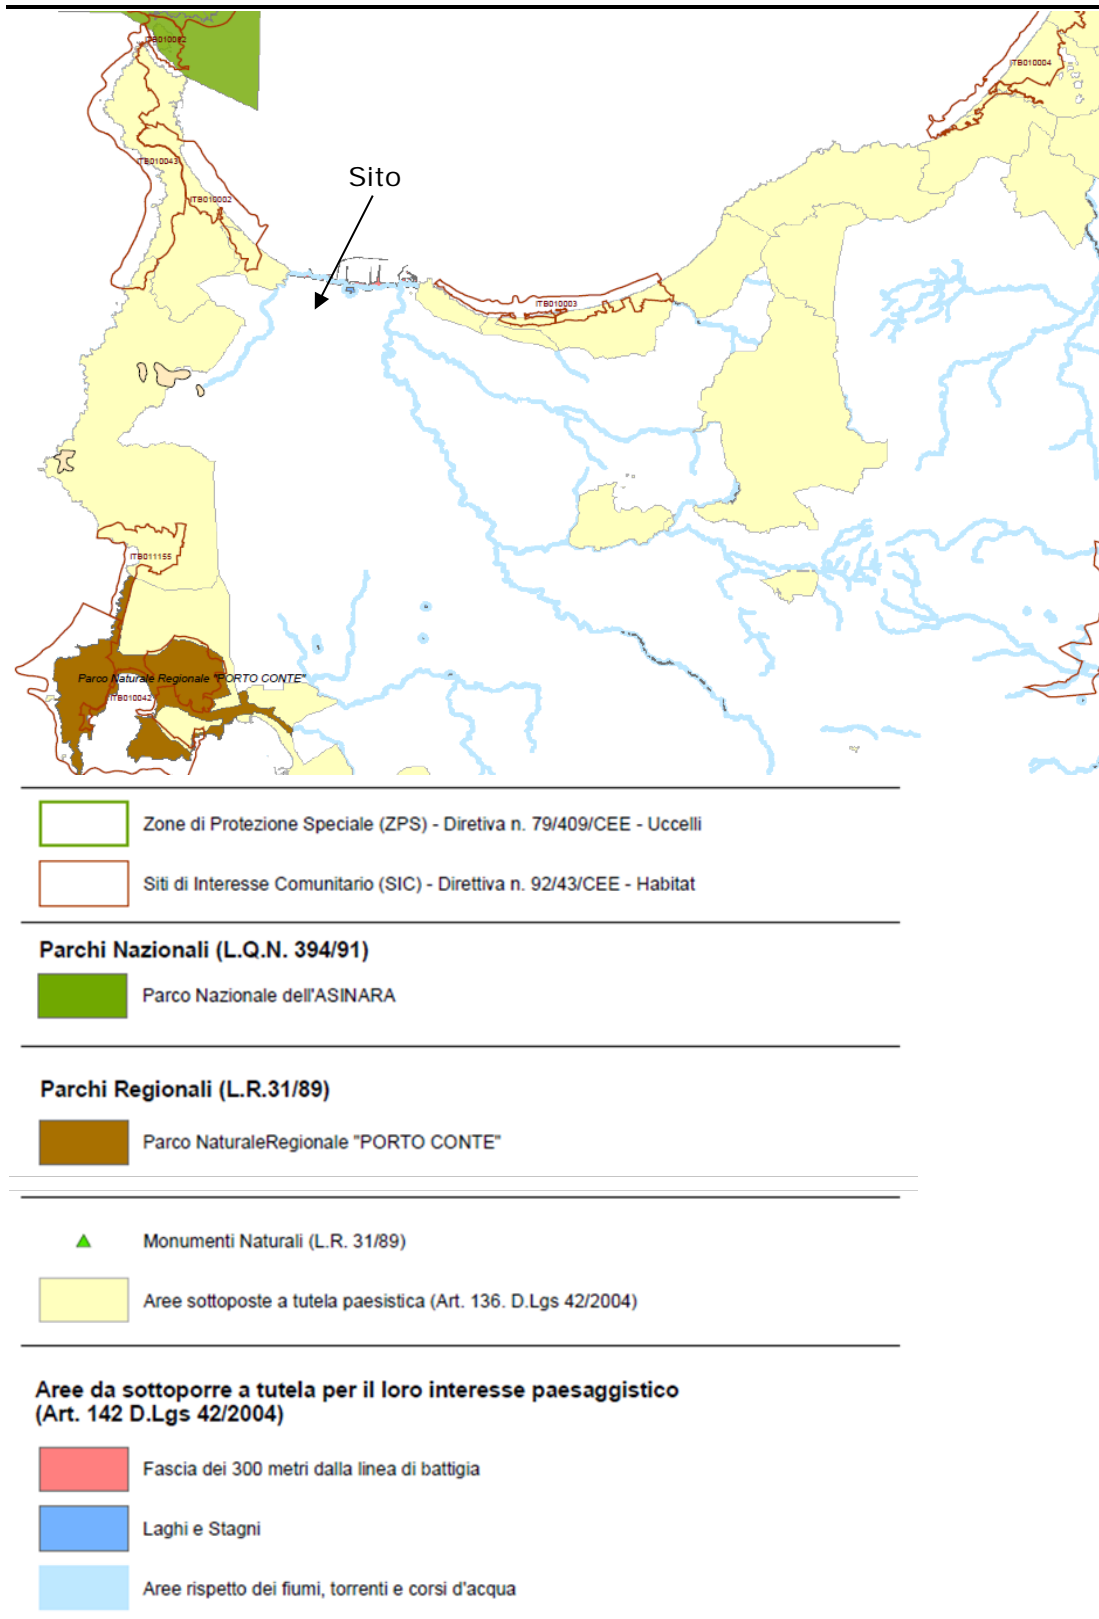 ITB010082
ITB010004
ITB010043
Sito
ITB010002
ITB010003
ITB011155
Parco Naturale Regionale "PORTO CONTE"
ITB010042
Zone di Protezione Speciale (ZPS) - Diretiva n. 79/409/CEE - Uccelli
Siti di Interesse Comunitario (SIC) - Direttiva n. 92/43/CEE - Habitat
Parchi Nazionali (L.Q.N. 394/91)
Parco Nazionale dell'ASINARA
Parchi Regionali (L.R.31/89)
Parco NaturaleRegionale "PORTO CONTE"
Monumenti Naturali (L.R. 31/89)
Aree sottoposte a tutela paesistica (Art. 136. D.Lgs 42/2004)
Aree da sottoporre a tutela per il loro interesse paesaggistico
(Art. 142 D.Lgs 42/2004)
Fascia dei 300 metri dalla linea di battigia
Laghi e Stagni
Aree rispetto dei fiumi, torrenti e corsi d'acqua